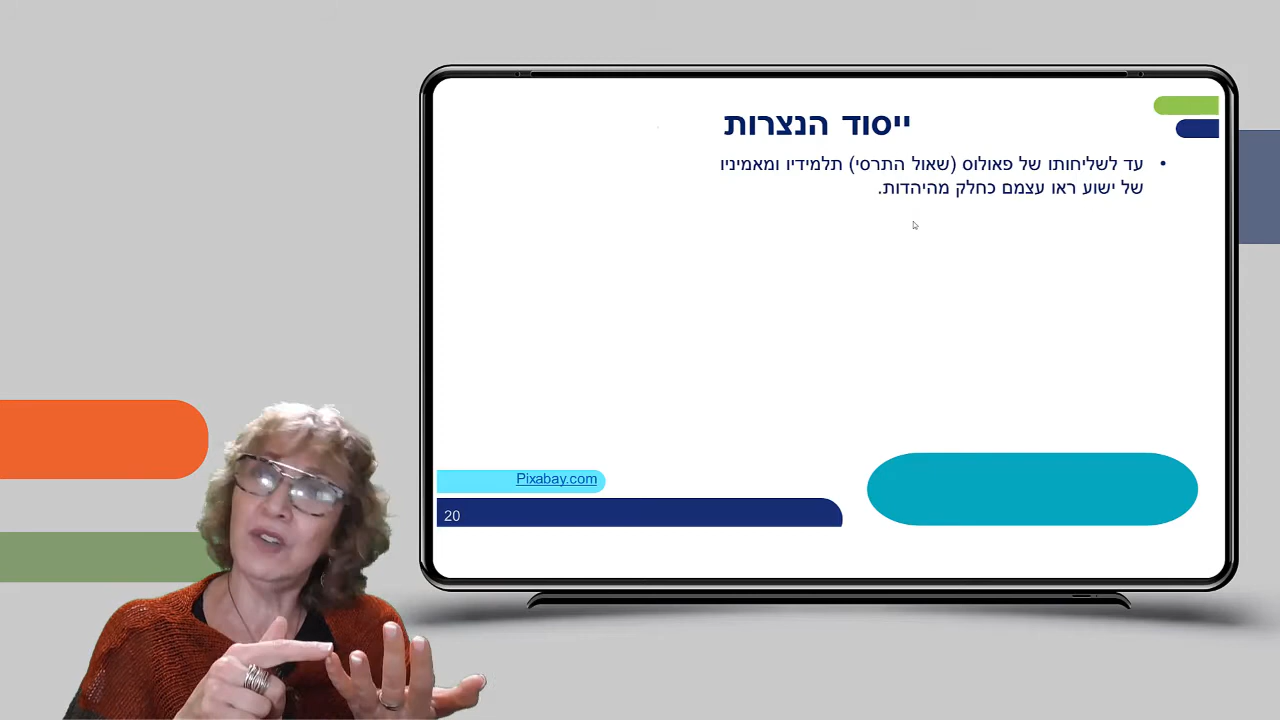 ייסוד הנצרות
• עד לשליחותו של פאולוס (שאול התרסי) תלמידיו ומאמיניו
של ישוע ראו עצמם כחלק מהיהדות.
Pixabay.com
20